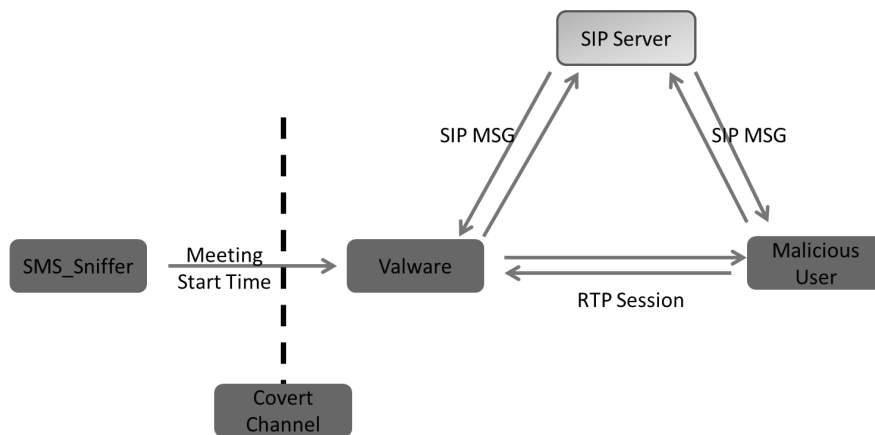 SIP Server
SIP MSG
SIP MSG
SMS_Sniffer
Meeting
Start Time
Valware
Malicious
User
RTP Session
Covert
Channel